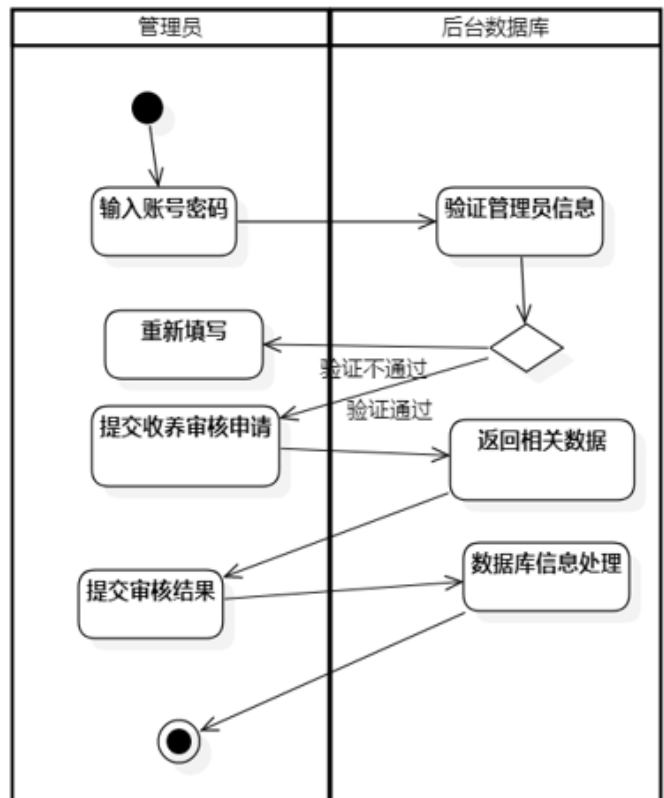 管理员
后台数据库
输入账号密码
验证管理员信息
重新填写
验证不通过
验证通过
提交收养审核申请
返回相关数据
数据库信息处理
提交审核结果